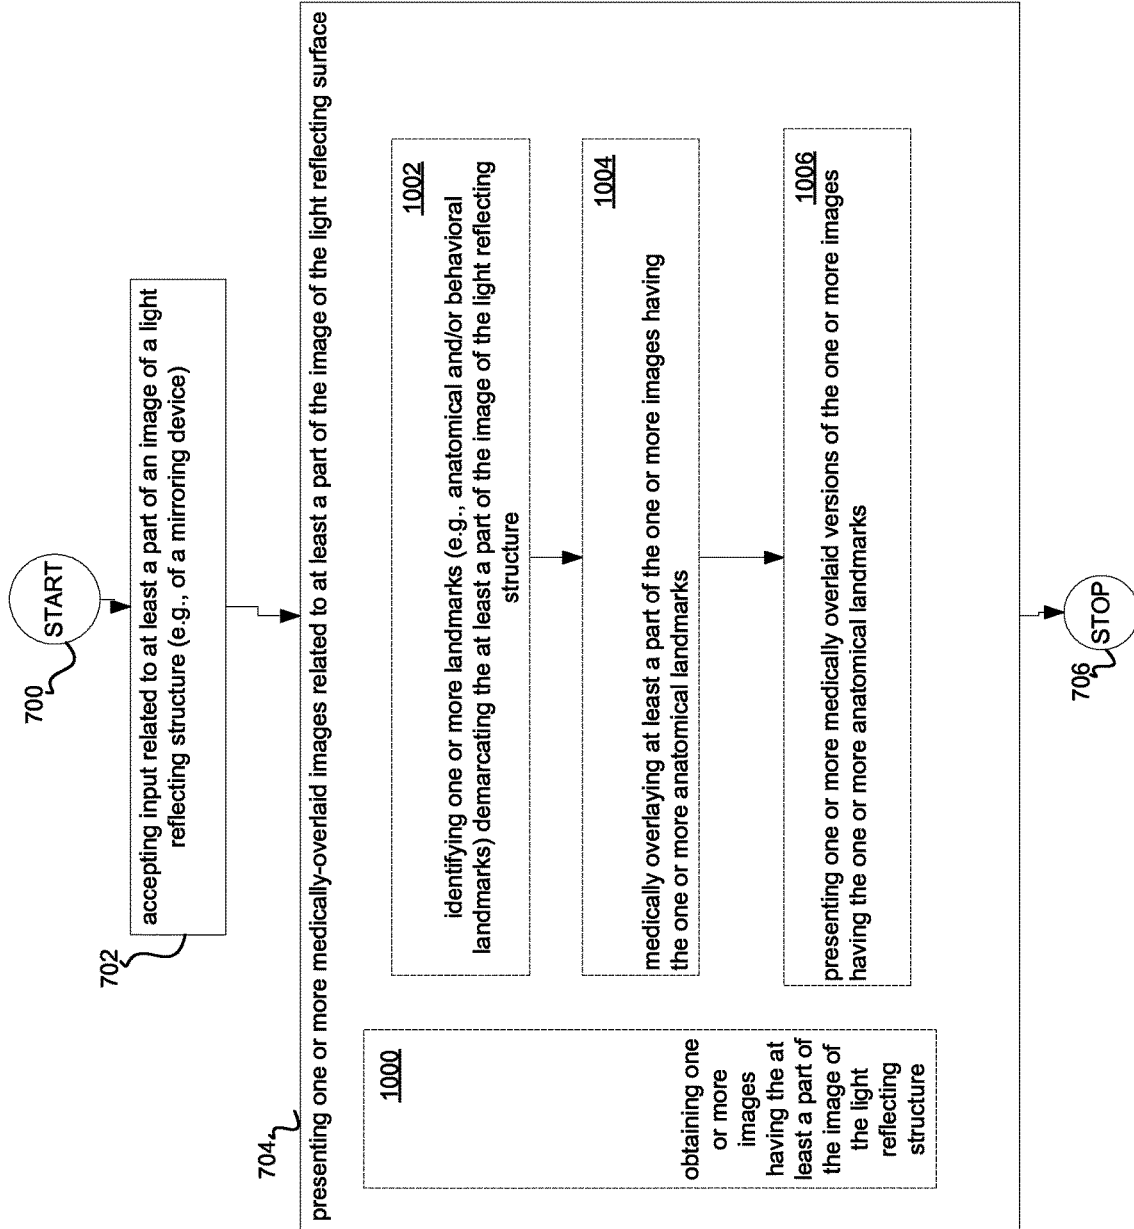 START
700
702
accepting input related to at least a part of an image of a light
reflecting structure (e.g., of a mirroring device)
704
presenting one or more medically-overlaid images related to at least a part of the image of the light reflecting surface
1000
obtaining one
or more
images
having the at
least a part of
the image of
the light
reflecting
structure
1002
identifying one or more landmarks (e.g., anatomical and/or behavioral
landmarks) demarcating the at least a part of the image of the light reflecting
structure
1004
medically overlaying at least a part of the one or more images having
the one or more anatomical landmarks
1006
presenting one or more medically overlaid versions of the one or more images
having the one or more anatomical landmarks
706
STOP